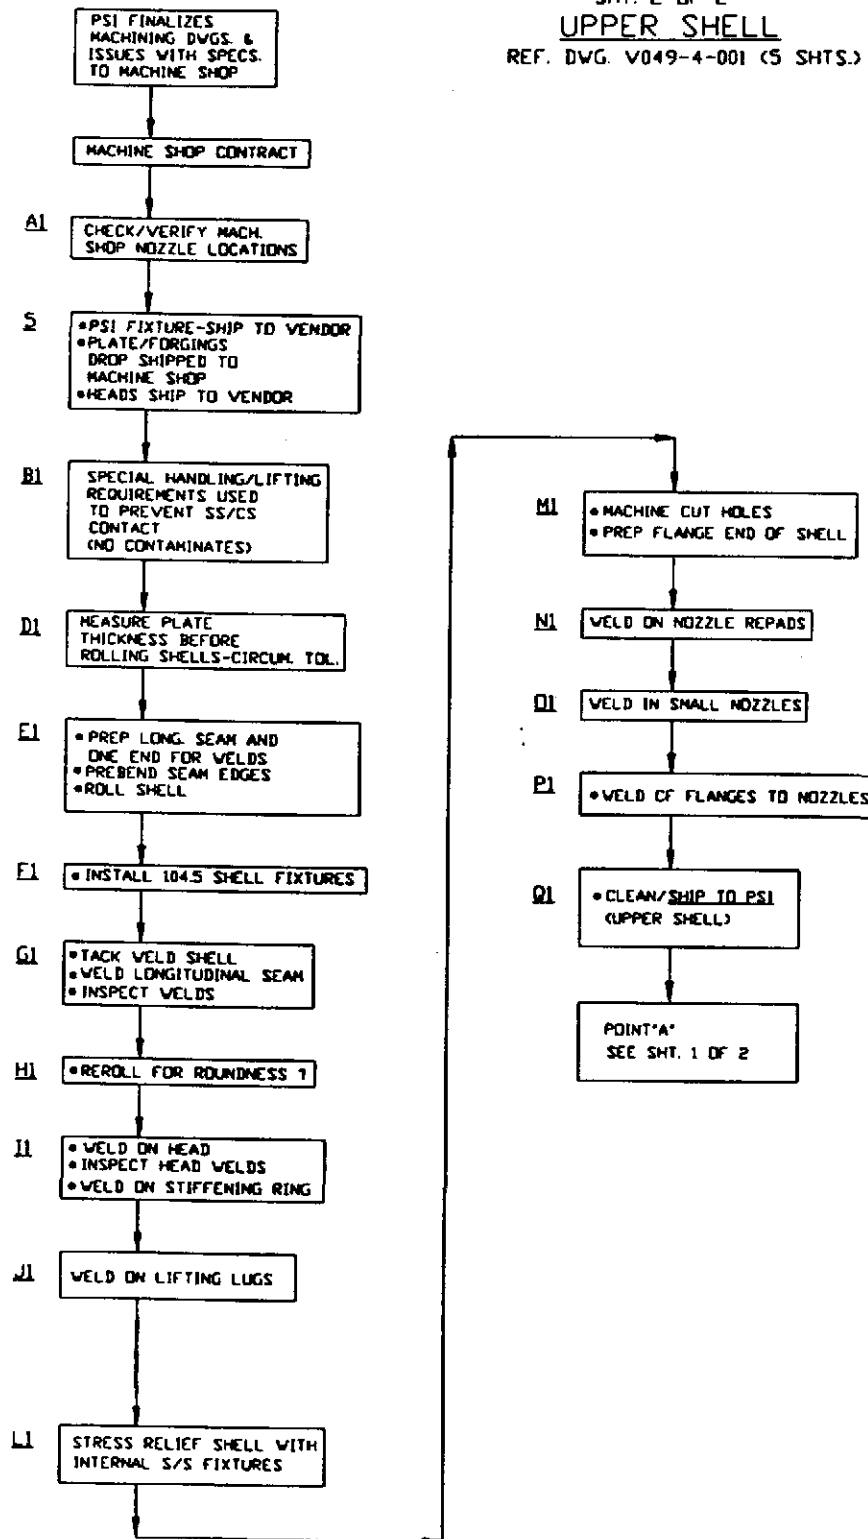 SHT. 2 OF 2
UPPER SHELL
REF. DWG. V049-4-001 (5 SHTS.)
PSI FINALIZES
MACHINING DWGS. &
ISSUES WITH SPECS.
TO MACHINE SHOP
MACHINE SHOP CONTRACT
A1
CHECK/VERIFY MACH.
SHOP NOZZLE LOCATIONS
S
•PSI FIXTURE-SHIP TO VENDOR
•PLATE/FORGINGS
DROP SHIPPED TO
MACHINE SHOP
•HEADS SHIP TO VENDOR
B1
SPECIAL HANDLING/LIFTING
REQUIREMENTS USED
TO PREVENT SS/CS
CONTACT
(NO CONTAMINATES)
D1
MEASURE PLATE
THICKNESS BEFORE
ROLLING SHELLS-CIRCUM. TOL.
E1
• PREP LONG. SEAM AND
ONE END FOR WELDS
•PREBEND SEAM EDGES
•ROLL SHELL
F1
• INSTALL 104.5 SHELL FIXTURES
G1
•TACK WELD SHELL
•WELD LONGITUDINAL SEAM
•INSPECT WELDS
H1
•REROLL FOR ROUNDNESS ?
I1
• WELD ON HEAD
• INSPECT HEAD WELDS
•WELD ON STIFFENING RING
J1
WELD ON LIFTING LUGS
L1
STRESS RELIEF SHELL WITH
INTERNAL S/S FIXTURES
M1
• MACHINE CUT HOLES
• PREP FLANGE END OF SHELL
N1
WELD ON NOZZLE REPADS
O1
WELD IN SMALL NOZZLES
P1
•WELD CF FLANGES TO NOZZLES
Q1
•CLEAN/SHIP TO PSI
(UPPER SHELL)
POINT"A"
SEE SHT. 1 OF 2